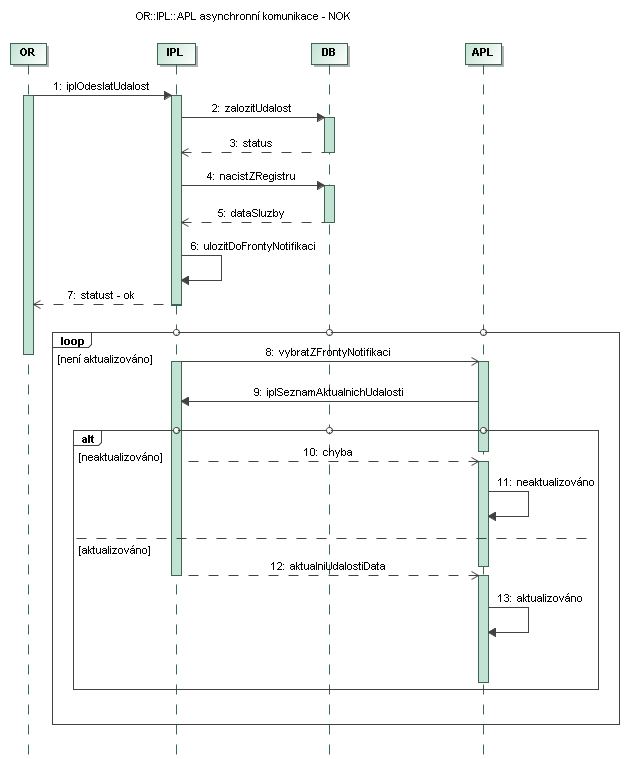 OR::IPL::APL asynchronní komunikace - NOK
OR
IPL
DB
APL
1: iplOdeslatUdalost
2: zalozitUdalost
3: status
4: nacistZRegistru
5: dataSluzby
6: ulozitDoFrontyNotifikaci
7: statust - ok
loop
[není aktualizováno]
8: vybratZFrontyNotifikaci
9: iplSeznamAktualnichUdalosti
alt
[neaktualizováno]
10: chyba
11: neaktualizováno
[aktualizováno]
12: aktualniUdalostiData
13: aktualizováno